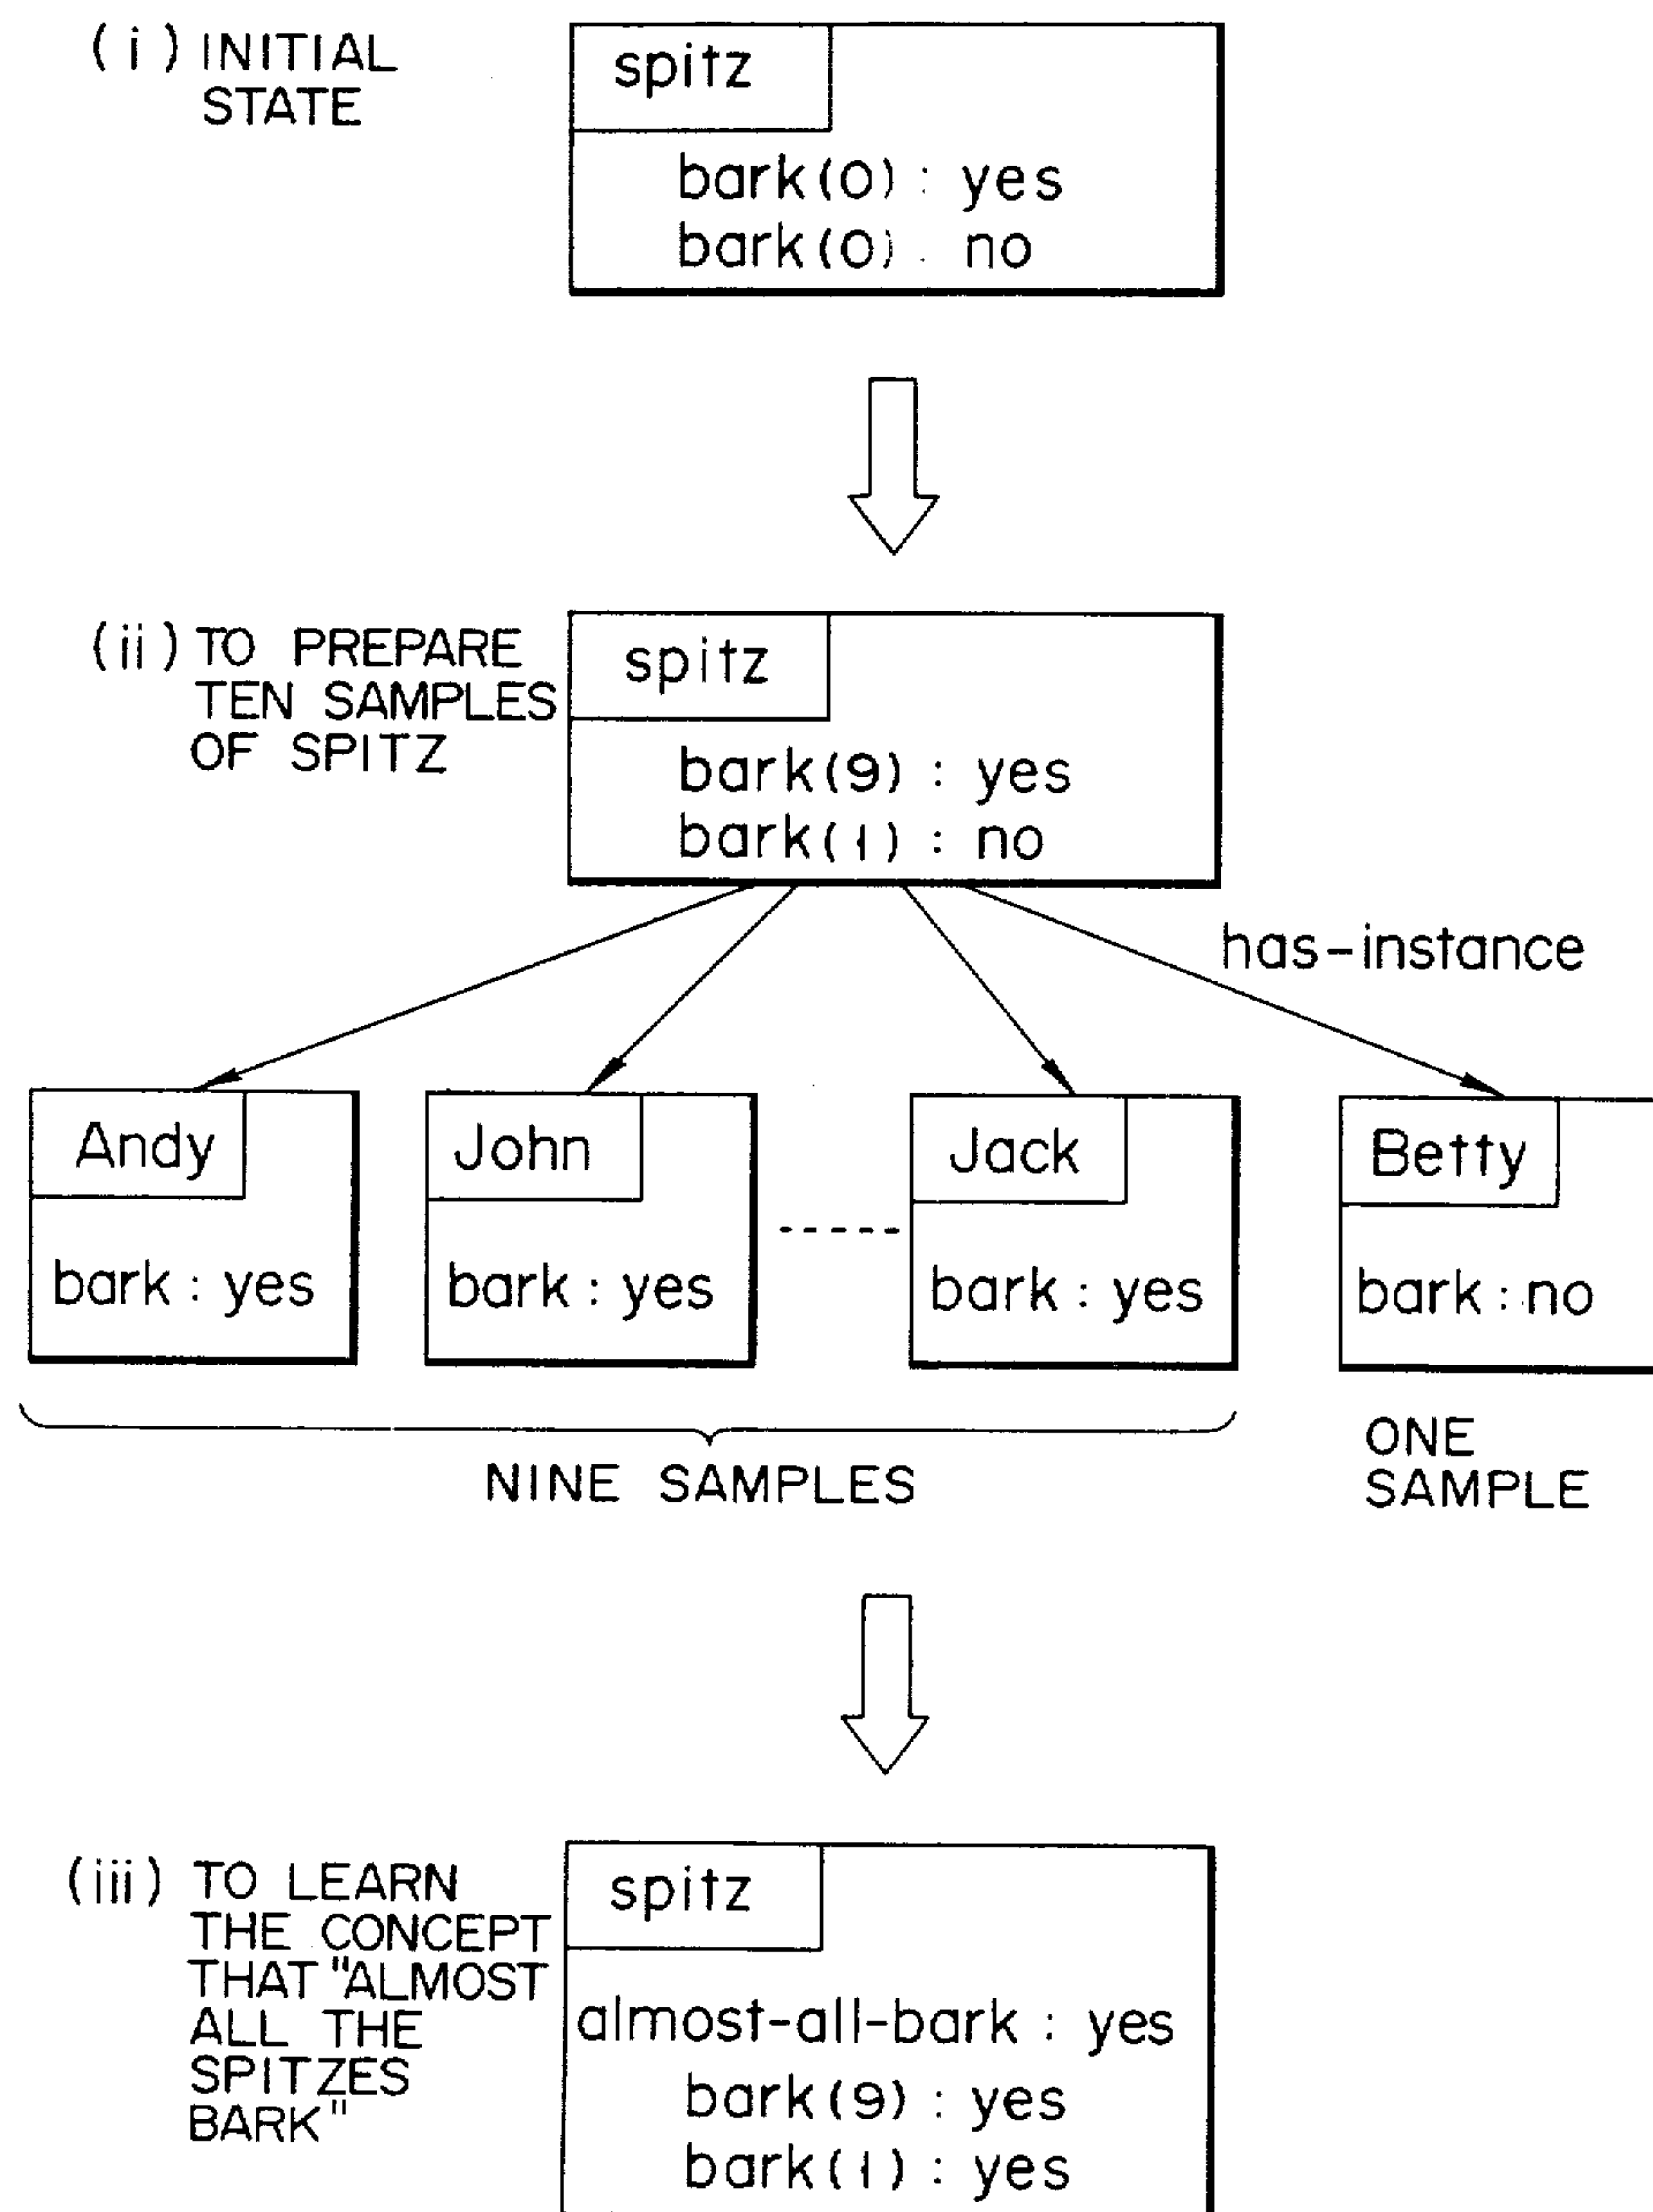 (i) INITIAL
STATE
spitz
bark(0) : yes
bark(0) . no
(ii) TO PREPARE
TEN SAMPLES
OF SPITZ
spitz
bark(9) : yes
bark(1) : no
has-instance
Andy
bark : yes
John
bark : yes
-----
Jack
bark : yes
Betty
bark : no
NINE SAMPLES
ONE
SAMPLE
(iii) TO LEARN
THE CONCEPT
THAT "ALMOST
ALL THE
SPITZES
BARK"
spitz
almost-all-bark : yes
bark(9) : yes
bark(1) : yes